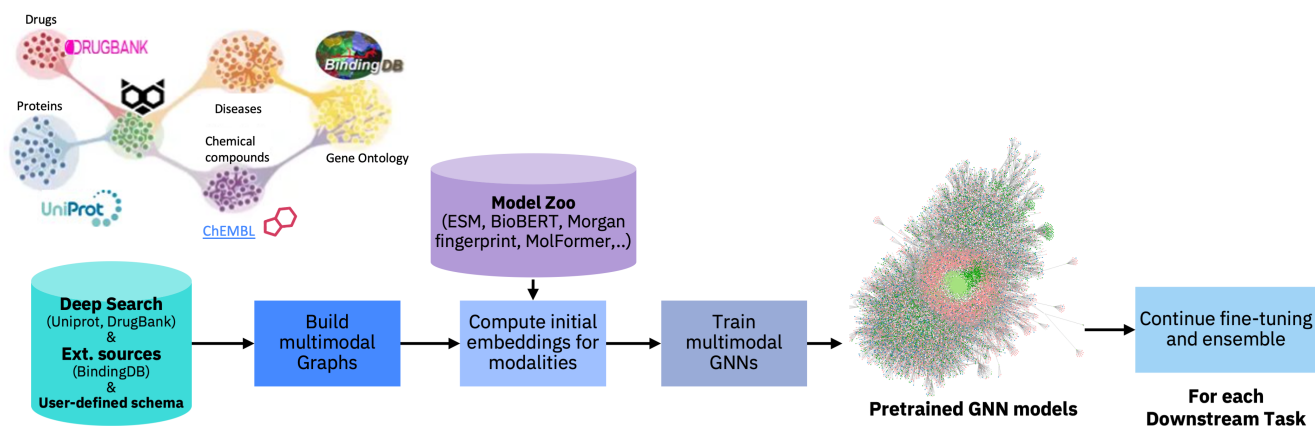 Drugs
DRUGBANK
BindingDB
Proteins
Diseases
Chemical
compounds
Gene Ontology
UniProt
ChEMBL
Model Zoo
(ESM, BioBERT, Morgan
fingerprint, MolFormer,..)
Deep Search
(Uniprot, DrugBank)
&
Ext. sources
(BindingDB)
&
User-defined schema
Build
multimodal
Graphs
Compute initial
embeddings for
modalities
Train
multimodal
GNNs
Pretrained GNN models
Continue fine-tuning
and ensemble
For each
Downstream Task